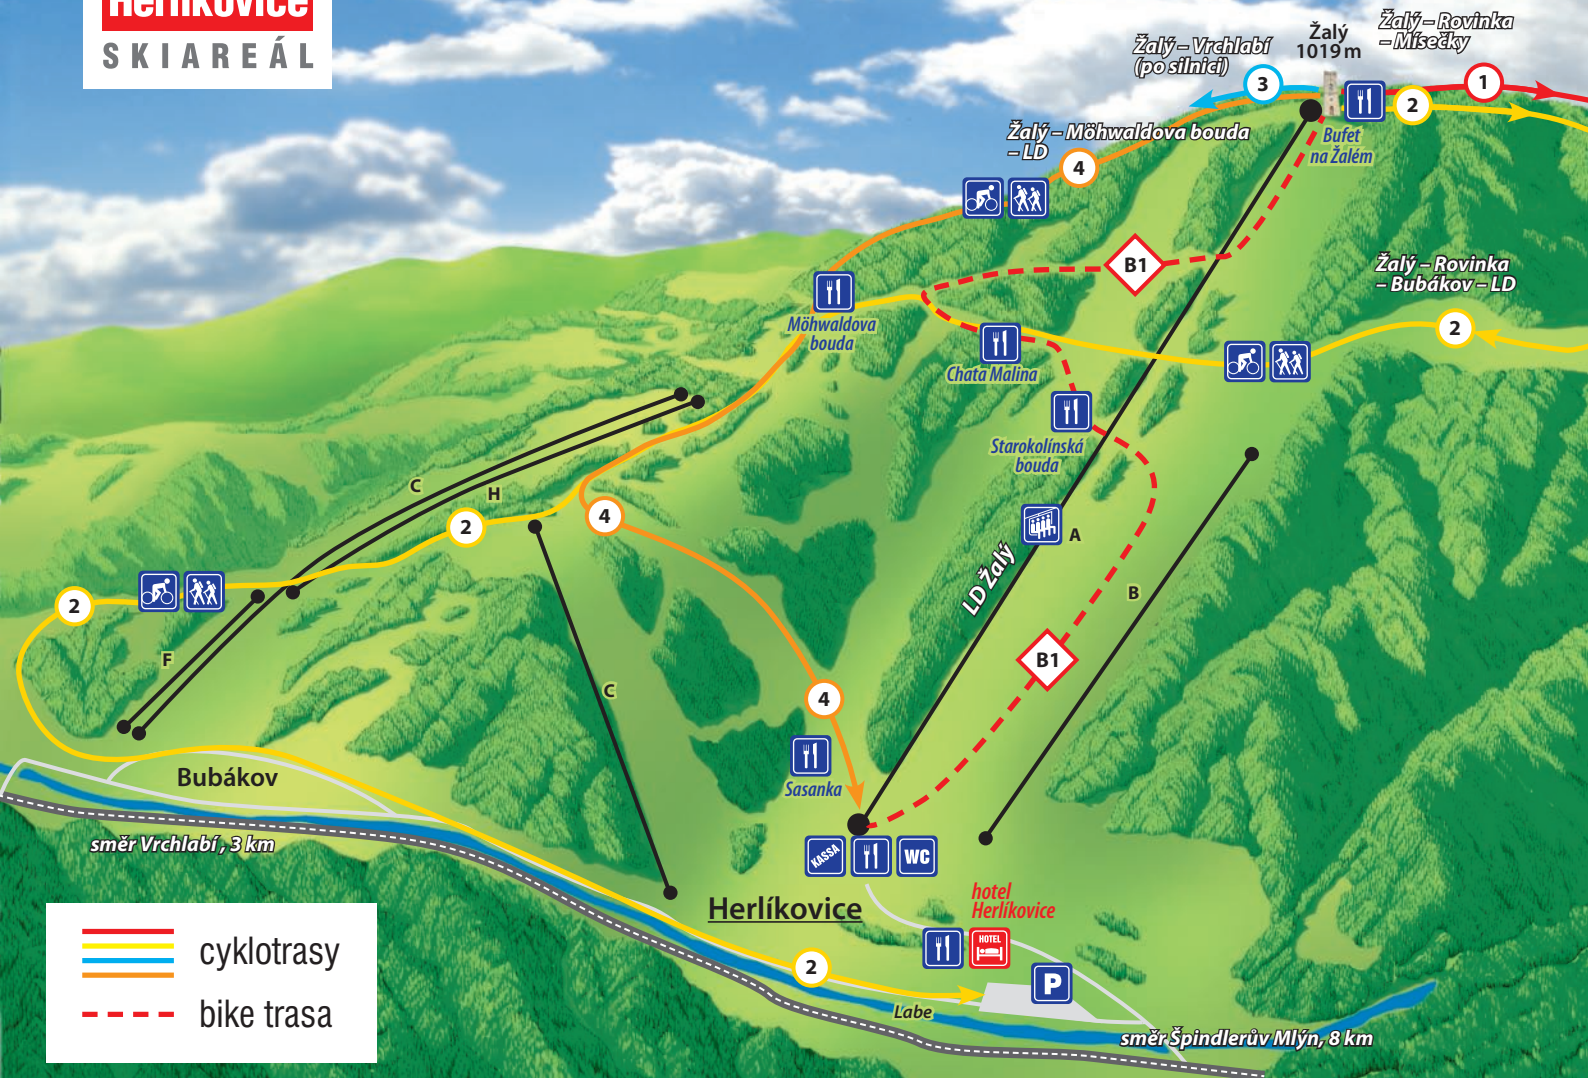 Herlíkovice
SKIAREÁL
Žalý – Vrchlabí
(po silnici)
Žalý
1019 m
Žalý – Rovinka
– Mísečky
3
1
2
Bufet
na Žalém
Žalý – Möhwaldova bouda
– LD
4
B1
Žalý – Rovinka
– Bubákov – LD
2
Möhwaldova
bouda
Chata Malina
Starokolínská
bouda
C
H
2
4
LD Žalý
A
B
2
F
C
B1
4
Sasanka
Bubákov
směr Vrchlabí , 3 km
KASSA
WC
Herlíkovice
hotel
Herlíkovice
HOTEL
2
P
Labe
směr Špindlerův Mlýn, 8 km
cyklotrasy
bike trasa